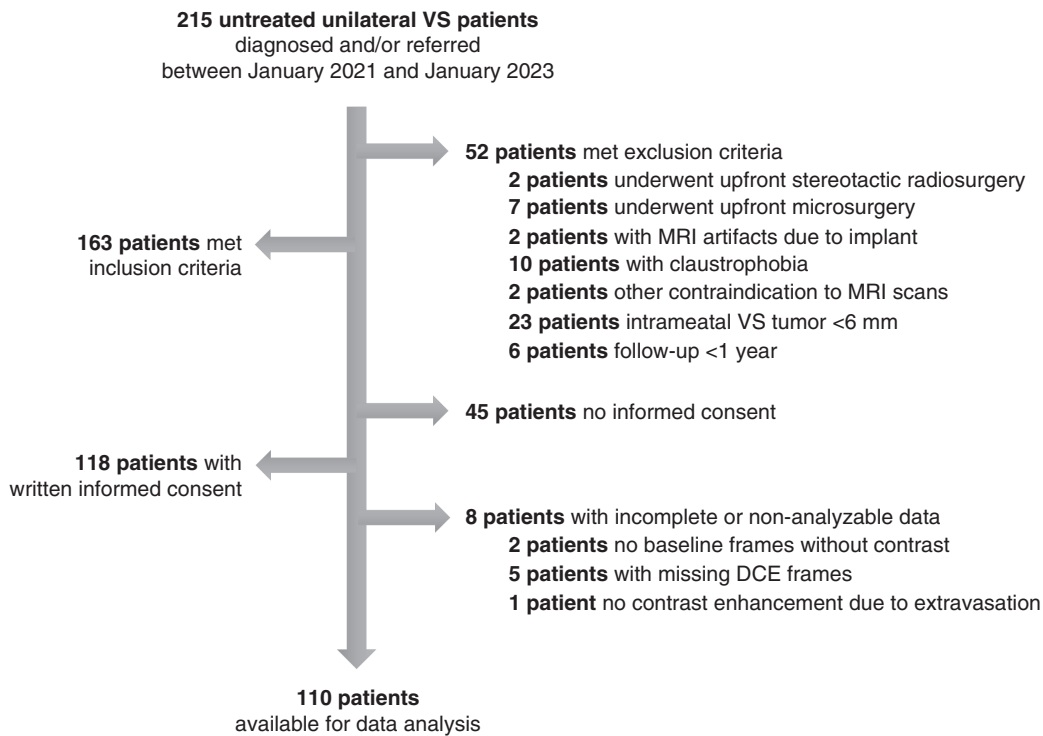 215 untreated unilateral VS patients
diagnosed and/or referred
between January 2021 and January 2023
52 patients met exclusion criteria
2 patients underwent upfront stereotactic radiosurgery
7 patients underwent upfront microsurgery
2 patients with MRI artifacts due to implant
10 patients with claustrophobia
2 patients other contraindication to MRI scans
23 patients intrameatal VS tumor <6 mm
6 patients follow-up <1 year
163 patients met
inclusion criteria
45 patients no informed consent
118 patients with
written informed consent
8 patients with incomplete or non-analyzable data
2 patients no baseline frames without contrast
5 patients with missing DCE frames
1 patient no contrast enhancement due to extravasation
110 patients
available for data analysis